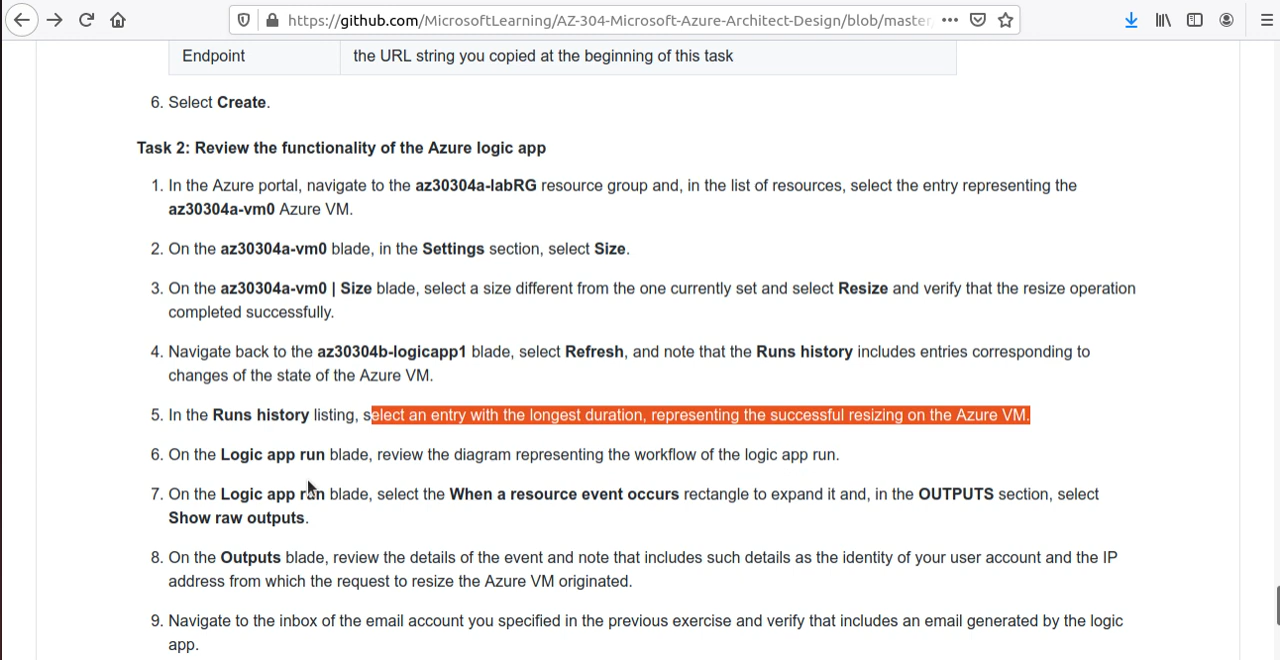 https://github.com/MicrosoftLearning/AZ-304-Microsoft-Azure-Architect-Design/blob/master,
Endpoint the URL string you copied at the beginning of this task
6. Select Create.
Task 2: Review the functionality of the Azure logic app
1. In the Azure portal, navigate to the az30304a-labRG resource group and, in the list of resources, select the entry representing the
az30304a-vm0 Azure VM.
2. On the az30304a-vm0 blade, in the Settings section, select Size.
3. On the az30304a-vm0 | Size blade, select a size different from the one currently set and select Resize and verify that the resize operation
completed successfully.
4. Navigate back to the az30304b-logicapp1 blade, select Refresh, and note that the Runs history includes entries corresponding to
changes of the state of the Azure VM.
5. In the Runs history listing, select an entry with the longest duration, representing the successful resizing on the Azure VM.
6. On the Logic app run blade, review the diagram representing the workflow of the logic app run.
7. On the Logic app run blade, select the When a resource event occurs rectangle to expand it and, in the OUTPUTS section, select
Show raw outputs.
8. On the Outputs blade, review the details of the event and note that includes such details as the identity of your user account and the IP
address from which the request to resize the Azure VM originated.
9. Navigate to the inbox of the email account you specified in the previous exercise and verify that includes an email generated by the logic
app.